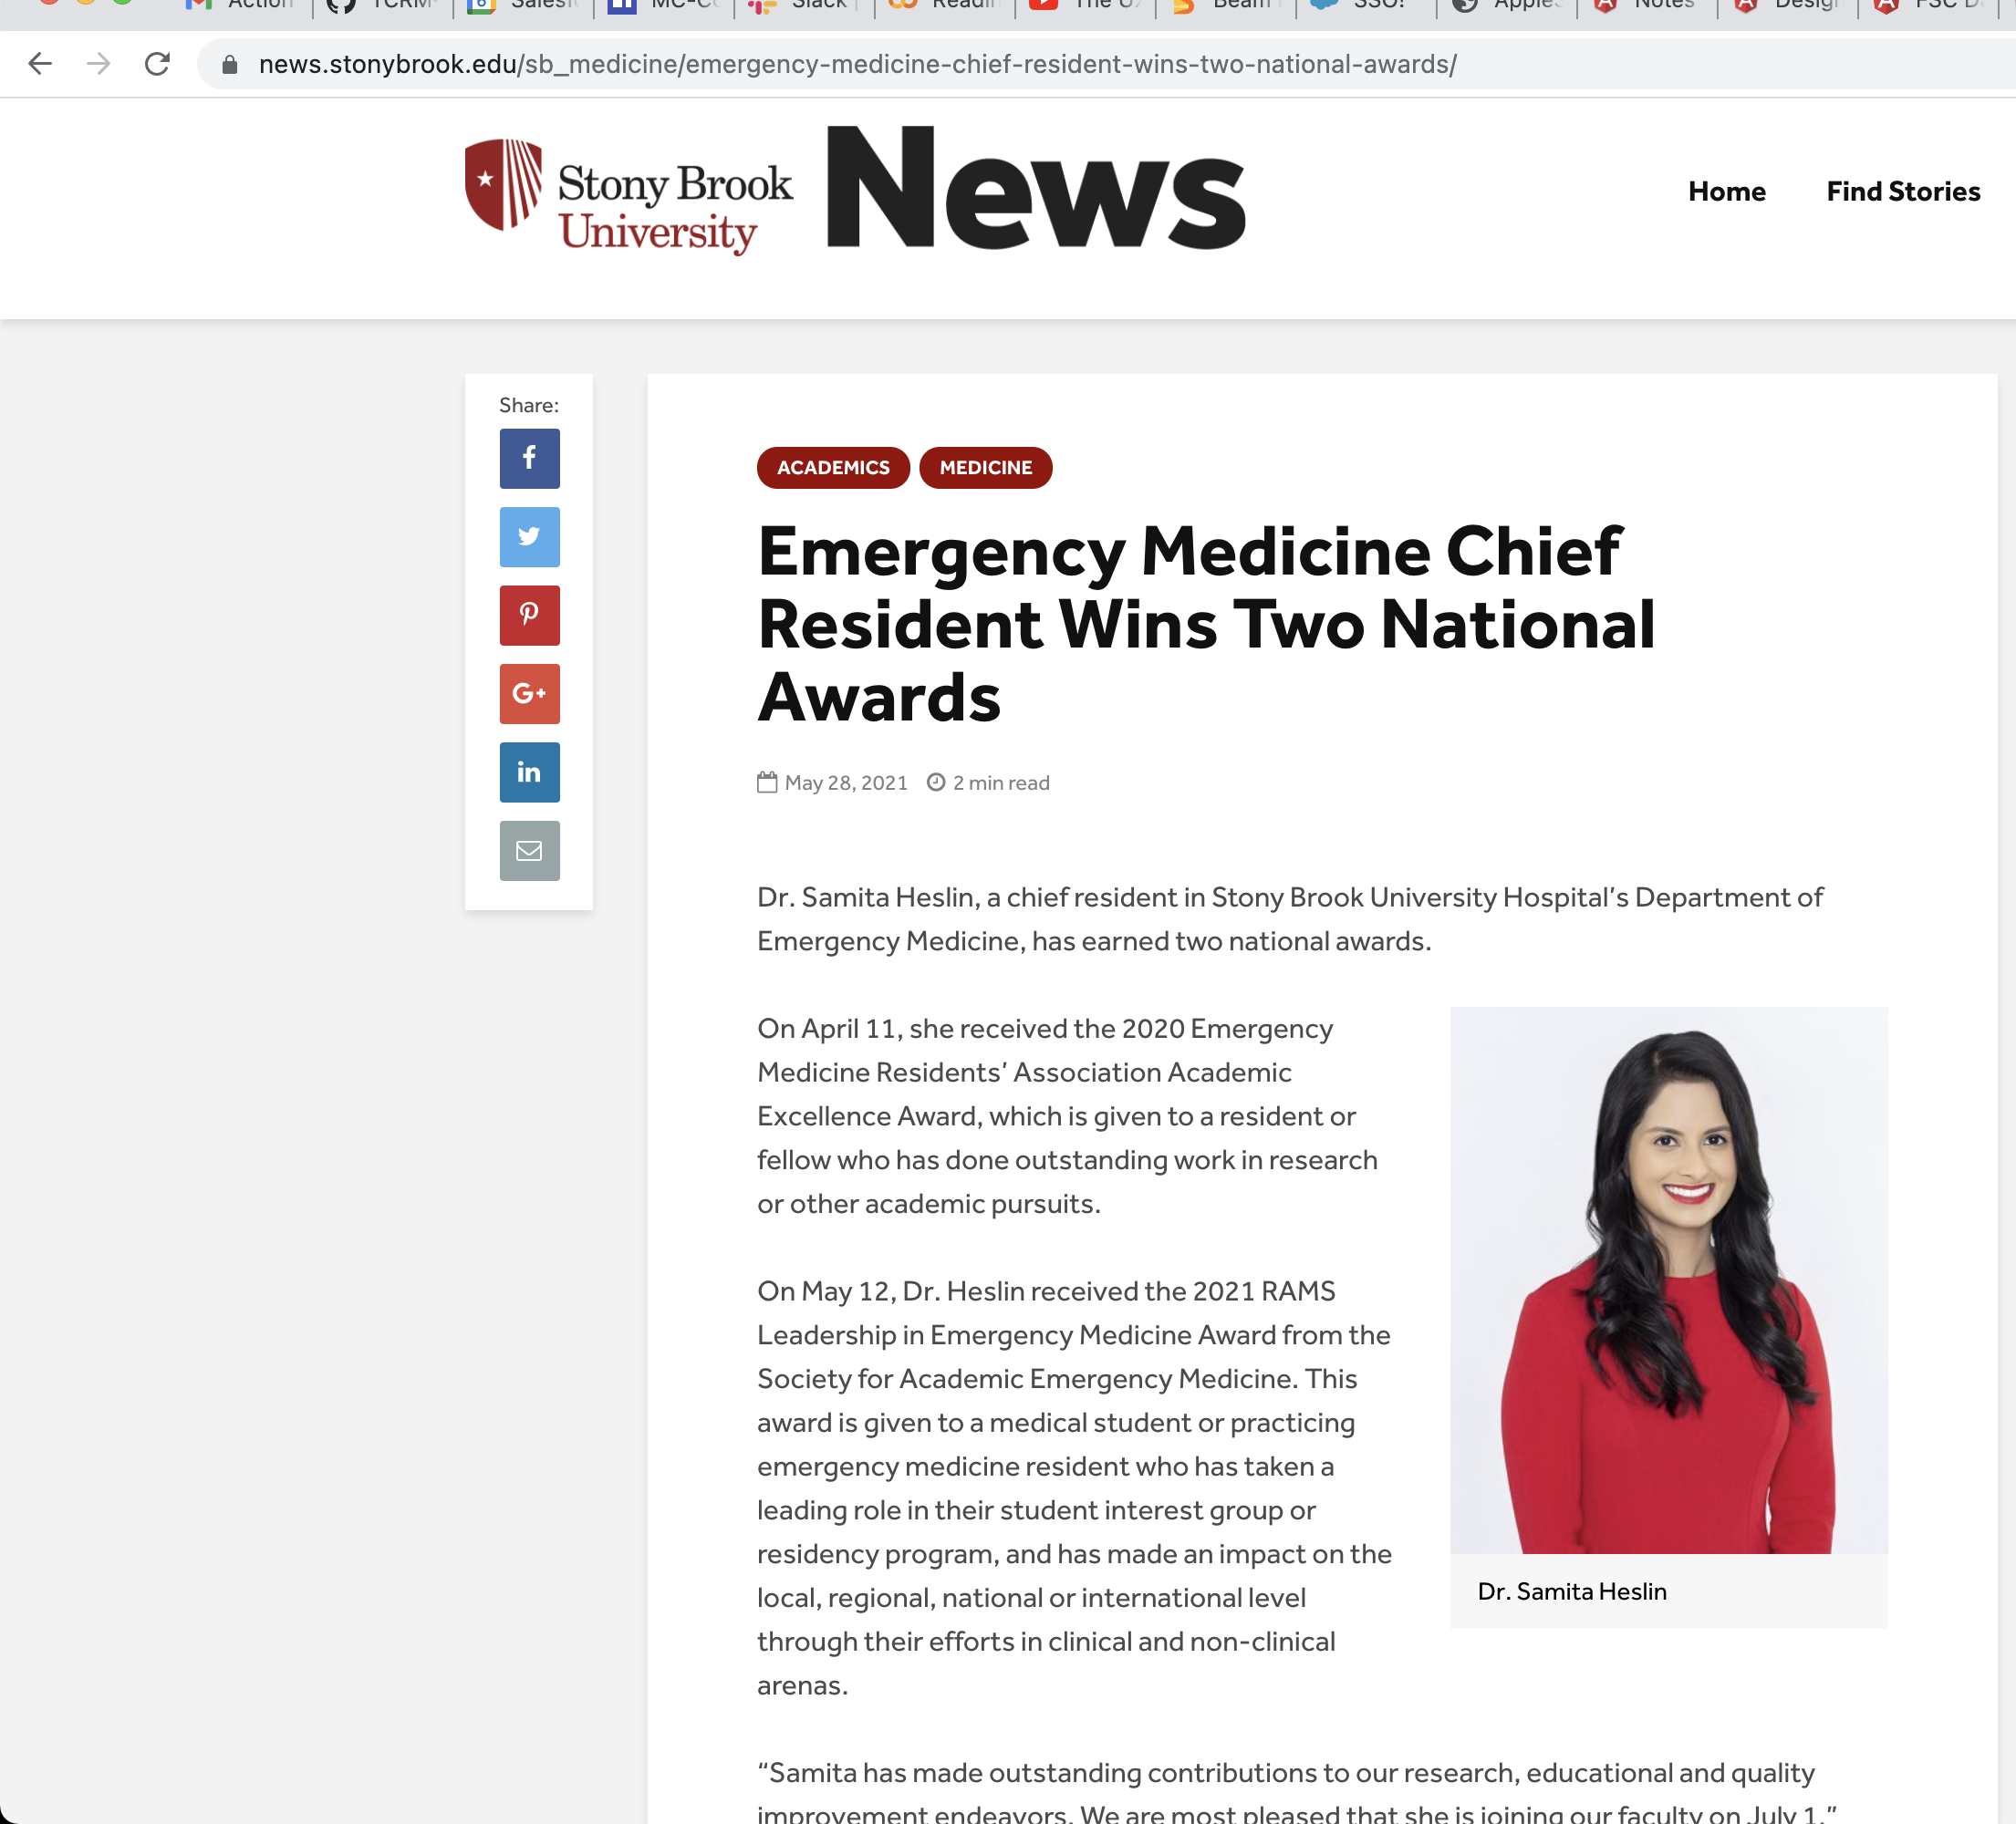 Action
TCRM-
Salesf
MC-C
Slack
Readin
The U
Beam
SSO!
Apple
Notes
Design
FSC D
news.stonybrook.edu/sb_medicine/emergency-medicine-chief-resident-wins-two-national-awards/
Stony Brook
University
News
Home
Find Stories
Share:
ACADEMICS
MEDICINE
Emergency Medicine Chief
Resident Wins Two National
Awards
May 28, 2021
2 min read
Dr. Samita Heslin, a chief resident in Stony Brook University Hospital’s Department of
Emergency Medicine, has earned two national awards.
On April 11, she received the 2020 Emergency
Medicine Residents’ Association Academic
Excellence Award, which is given to a resident or
fellow who has done outstanding work in research
or other academic pursuits.
On May 12, Dr. Heslin received the 2021 RAMS
Leadership in Emergency Medicine Award from the
Society for Academic Emergency Medicine. This
award is given to a medical student or practicing
emergency medicine resident who has taken a
leading role in their student interest group or
residency program, and has made an impact on the
local, regional, national or international level
through their efforts in clinical and non-clinical
arenas.
Dr. Samita Heslin
“Samita has made outstanding contributions to our research, educational and quality
improvement endeavors. We are most pleased that she is joining our faculty on July 1.”